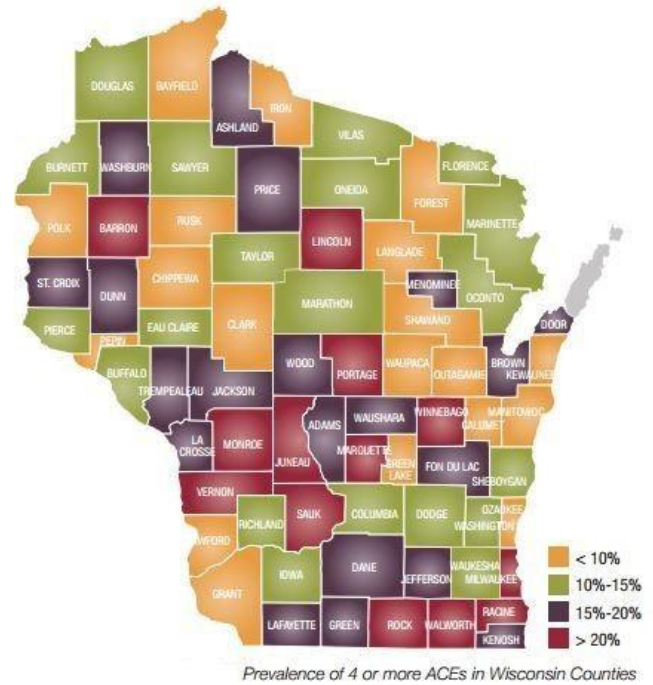 DOUGLAS
BAYFIELD
ASHLAND
IRON
VILAS
BURNETT
WASHBURN
SAWYER
PRICE
ONEIDA
FLORENCE
FOREST
MARINETTE
POLK
BARRON
RUSK
LINCOLN
LANGLADE
TAYLOR
CHIPPEWA
ST. CROIX
DUNN
MENOMINEE
OCONTO
MARATHON
SHAWANO
PIERCE
EAU CLAIRE
CLARK
DOOR
PEPIN
BUFFALO
TREMPEALEAU
JACKSON
WOOD
PORTAGE
WAUPACA
OUTAGAMIE
BROWN
KEWAUNEE
ADAMS
WAUSHARA
WINNEBAGO
CALUMET
MANITOWOC
LA
CROSSE
MONROE
JUNEAU
MARQUETTE
GREEN
LAKE
FON DU LAC
SHEBOYGAN
VERNON
RICHLAND
SAUK
COLUMBIA
DODGE
OZAUKEE
WASHINGTON
WFORD
GRANT
IOWA
DANE
JEFFERSON
WAUKESHA
MILWAUKEE
LAFAYETTE
GREEN
ROCK
WALWORTH
RACINE
KENOSH
< 10%
10%-15%
15%-20%
> 20%
Prevalence of 4 or more ACEs in Wisconsin Counties